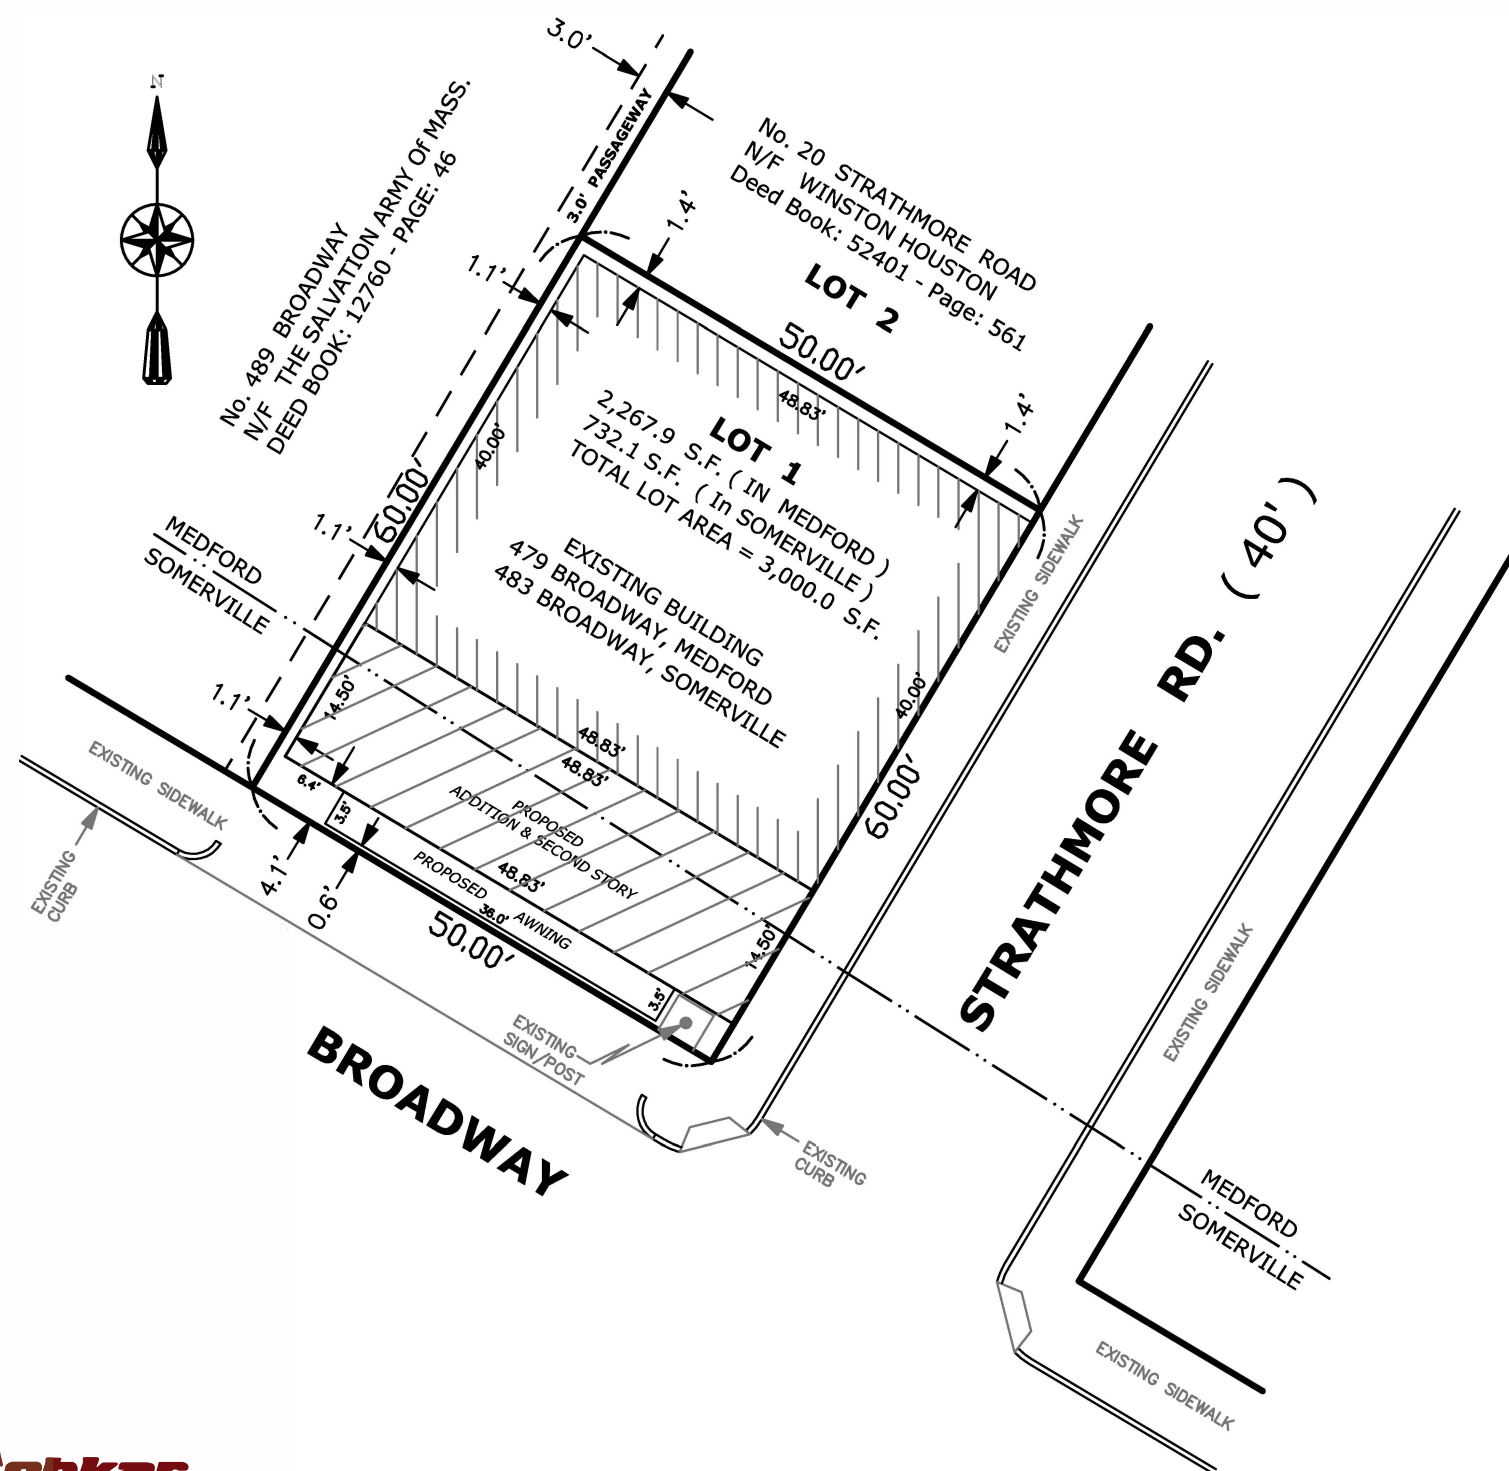 3.0'
N
3.0' PASSAGEWAY
No. 20 STRATHMORE ROAD
N/F WINSTON HOUSTON
Deed Book: 52401 - Page: 561
LOT 2
No. 489 BROADWAY
N/F THE SALVATION ARMY Of MASS.
DEED BOOK: 12760 - PAGE: 46
1.4'
1.1'
50.00'
48.83'
1.4'
40.00'
60.00'
LOT 1
2,267.9 S.F. ( IN MEDFORD )
732.1 S.F. ( In SOMERVILLE )
TOTAL LOT AREA = 3,000.0 S.F.
EXISTING BUILDING
479 BROADWAY, MEDFORD
483 BROADWAY, SOMERVILLE
1.1'
MEDFORD
SOMERVILLE
EXISTING SIDEWALK
STRATHMORE RD. ( 40' )
40.00'
60.00'
1.1'
14.50'
48.83'
48.83'
PROPOSED
ADDITION & SECOND STORY
48.83'
6.4'
3.5'
PROPOSED AWNING
36.0'
50.00'
4.1'
0.6'
14.50'
3.5'
EXISTING SIDEWALK
EXISTING
CURB
EXISTING
SIGN/POST
BROADWAY
EXISTING
CURB
EXISTING SIDEWALK
MEDFORD
SOMERVILLE
EXISTING SIDEWALK